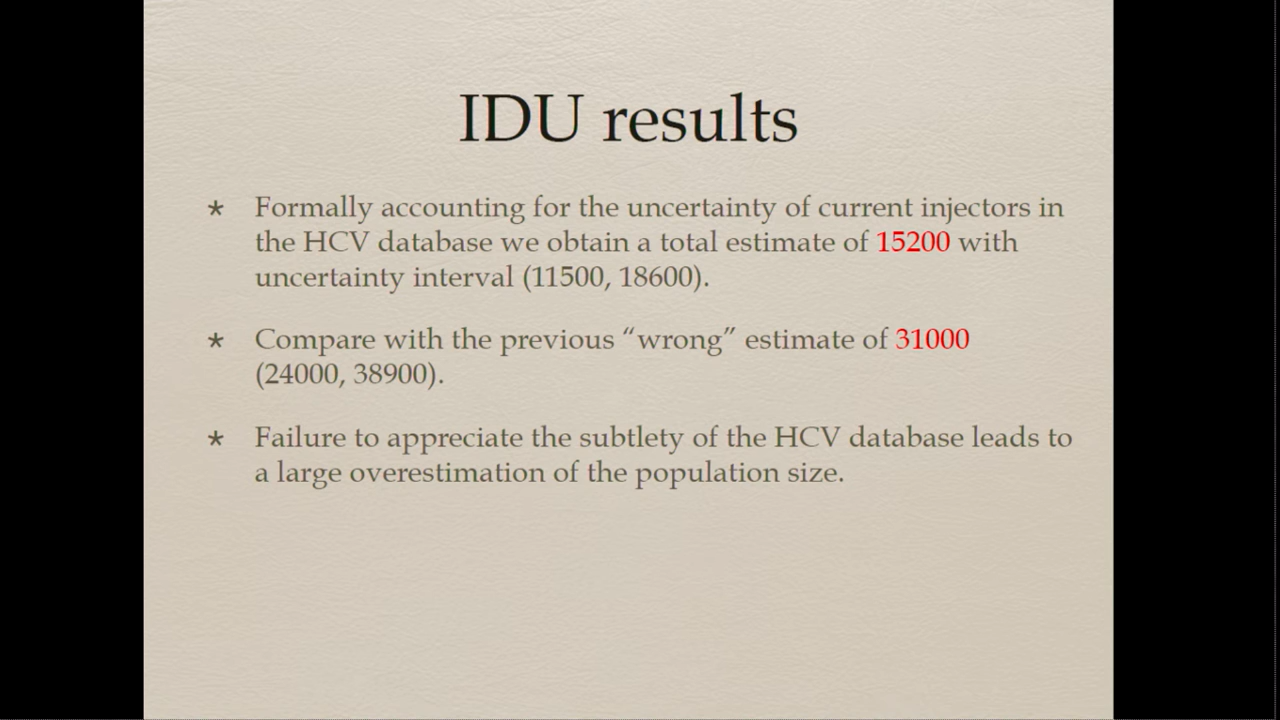 IDU results
* Formally accounting for the uncertainty of current injectors in
the HCV database we obtain a total estimate of 15200 with
uncertainty interval (11500, 18600).
* Compare with the previous “wrong” estimate of 31000
(24000, 38900).
* Failure to appreciate the subtlety of the HCV database leads to
a large overestimation of the population size.